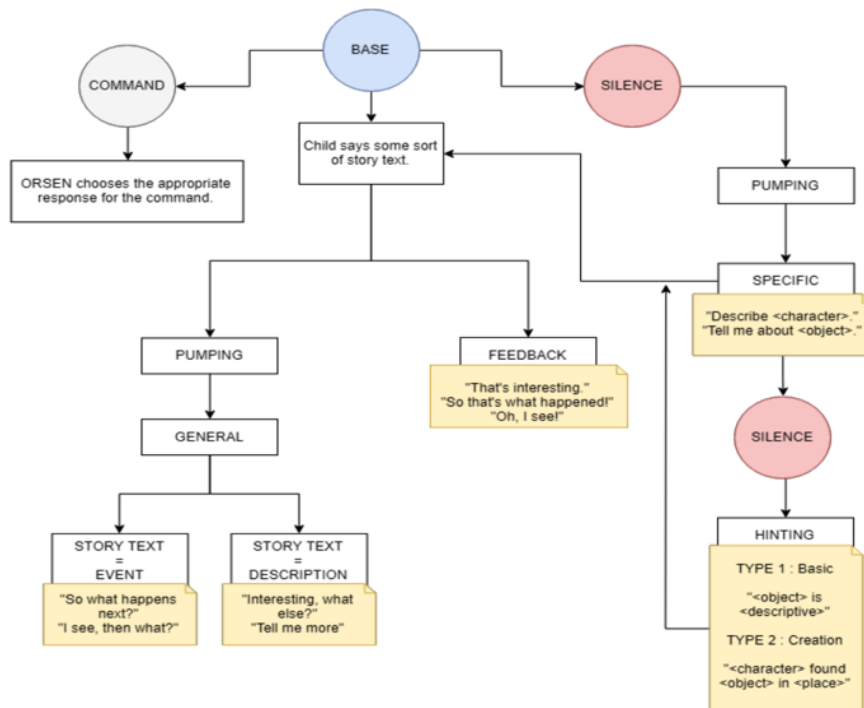 BASE
COMMAND
SILENCE
Child says some sort
of story text.
ORSEN chooses the appropriate
response for the command.
PUMPING
SPECIFIC
"Describe <character>."
"Tell me about <object>."
PUMPING
FEEDBACK
"That's interesting."
"So that's what happened!"
"Oh, I see!"
GENERAL
SILENCE
STORY TEXT
=
EVENT
"So what happens
next?"
"I see, then what?"
STORY TEXT
=
DESCRIPTION
"Interesting, what
else?"
"Tell me more"
HINTING
TYPE 1 : Basic
"<object> is
<descriptive>"
TYPE 2 : Creation
"<character> found
<object> in <place>"